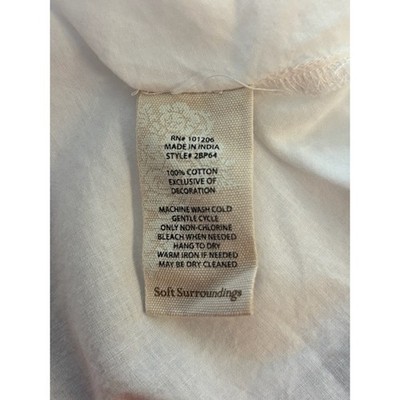 RN# 101206
MADE IN INDIA
STYLE# 2BP64
100% COTTON
EXCLUSIVE OF
DECORATION
MACHINE WASH COLD
GENTLE CYCLE
ONLY NON-CHLORINE
BLEACH WHEN NEEDED
HANG TO DRY
WARM IRON IF NEEDED
MAY BE DRY CLEANED
Soft Surroundings